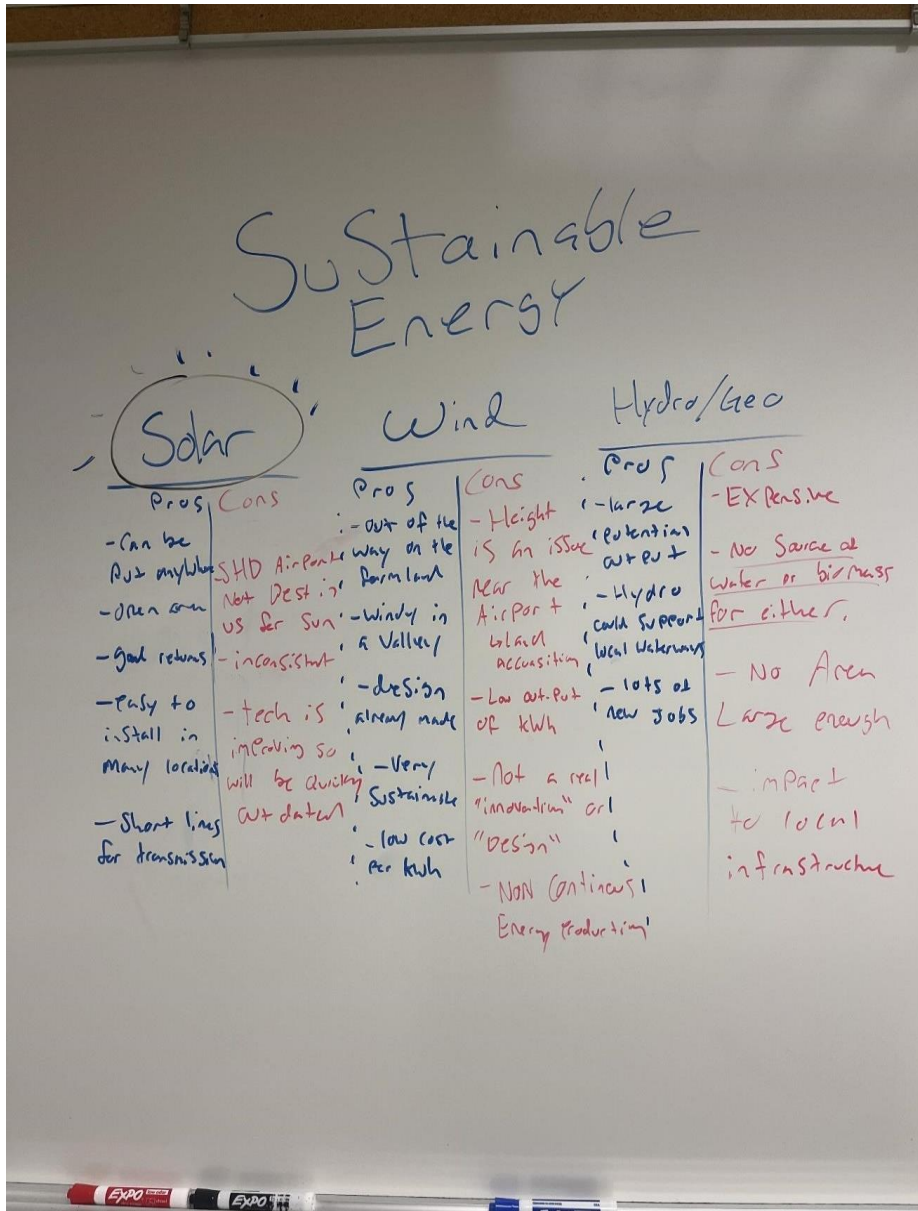 SuStainable
Energy
Solar
Pros
- Can be
Put anywhere
- Open area
- good returns
- easy to
install in
Many locations
- Short lines
for transmission
Cons
SHD Airport
Not Best in
us for Sun
- inconsistent
- tech is
improving so
will be Quickly
out dated
Wind
Pros
- out of the
way on the
farmland
- Windy in
a Valley
- design
already made
- Very
Sustainable
- low cost
Per kwh
Cons
- Height
is an issue
near the
Airport
Land
- Low out-Put
of kwh
- Not a real
"innovation" or
"Design"
- NON Continous
Energy Production
Hydro/Geo
Pros
- large
potential
output
- Hydro
could Support
local Waterways
- lots of
new Jobs
Cons
- EXPensive
- No Source of
water or biomass
for either.
- No Area
Large enough
- impact
to local
infrastructure
EXPO
EXPO